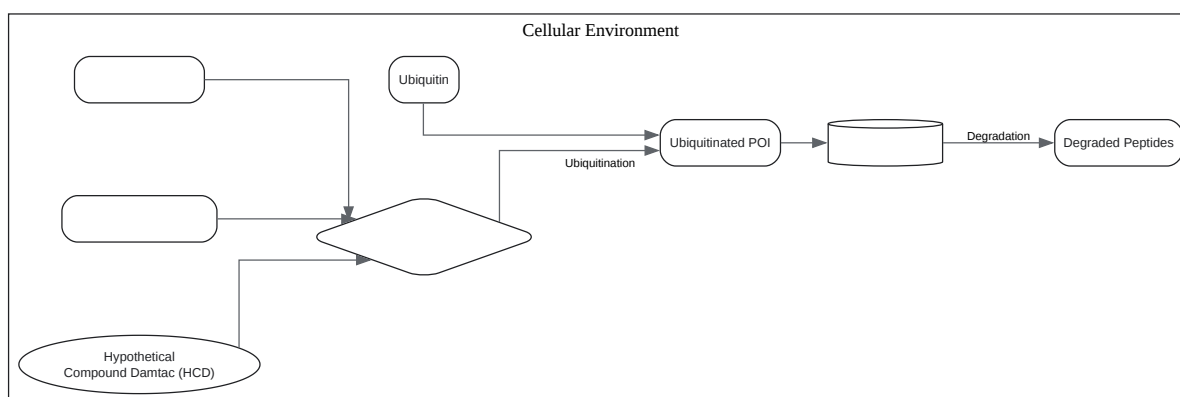 Cellular Environment
Ubiquitin
Ubiquitinated POI
Degradation
Degraded Peptides
Ubiquitination
Hypothetical
Compound Damtac (HCD)